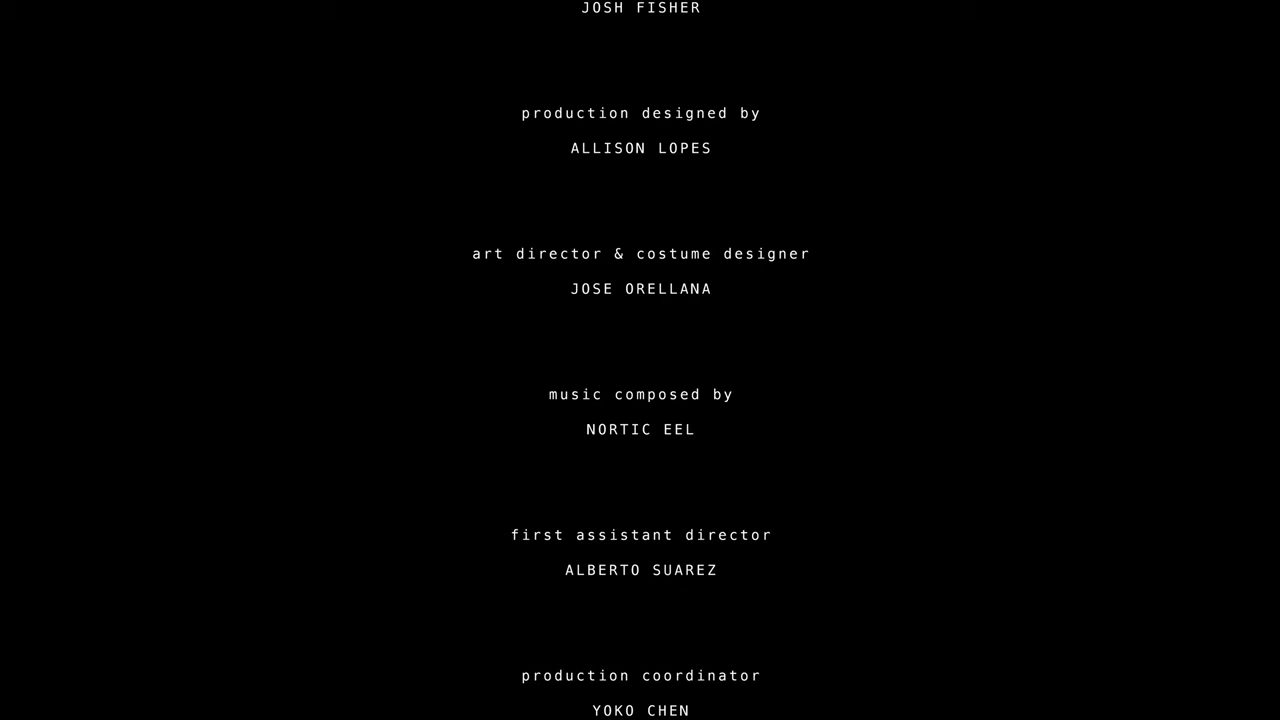 JOSH FISHER
production designed by
ALLISON LOPES
art director & costume designer
JOSE ORELLANA
music composed by
NORTIC EEL
first assistant director
ALBERTO SUAREZ
production coordinator
YOKO CHEN